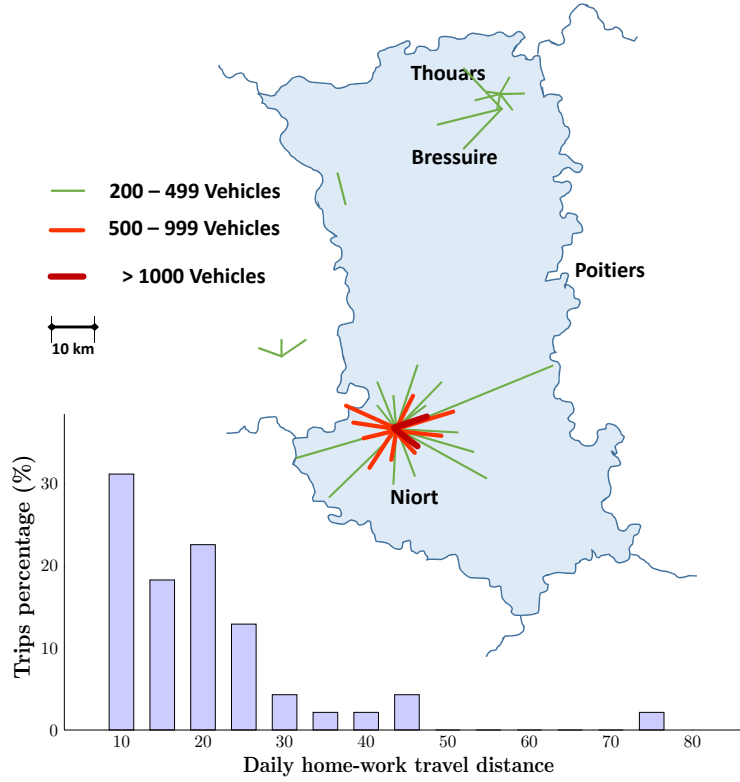 Thouars
Bressuire
200 – 499 Vehicles
500 – 999 Vehicles
> 1000 Vehicles
Poitiers
10 km
Niort
Trips percentage (%)
30
20
10
0
10 20 30 40 50 60 70 80
Daily home-work travel distance